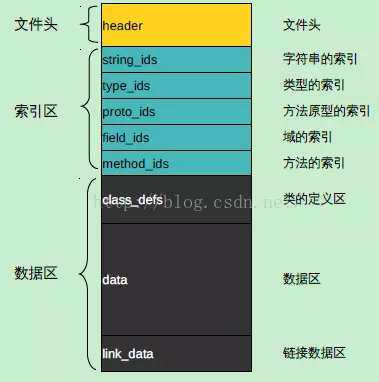 文件头 header 文件头
string_ids 字符串的索引
type_ids 类型的索引
索引区 proto_ids 方法原型的索引
field_ids 域的索引
method_ids 方法的索引
class_defs 类的定义区
http://blog.csdn.ne
数据区 data 数据区
link_data 链接数据区